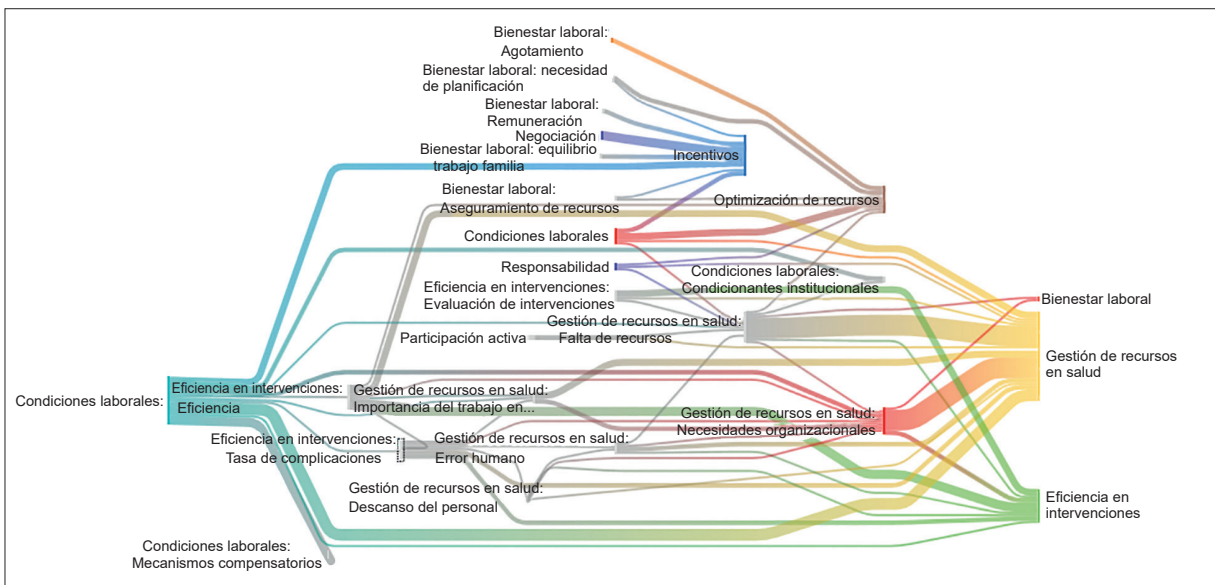 Bienestar laboral:
Agotamiento
Bienestar laboral: necesidad
de planificación
Bienestar laboral:
Remuneración
Negociación
Bienestar laboral: equilibrio
trabajo familia
Incentivos
Bienestar laboral:
Aseguramiento de recursos
Optimización de recursos
Condiciones laborales
Responsabilidad
Condiciones laborales:
Condicionantes institucionales
Eficiencia en intervenciones:
Evaluación de intervenciones
Bienestar laboral
Gestión de recursos en salud:
Falta de recursos
Participación activa
Gestión de recursos
en salud
Eficiencia en intervenciones:
Condiciones laborales:
Eficiencia
Gestión de recursos en salud:
Importancia del trabajo en...
Gestión de recursos en salud:
Necesidades organizacionales
Eficiencia en intervenciones:
Tasa de complicaciones
Gestión de recursos en salud:
Error humano
Gestión de recursos en salud:
Descanso del personal
Eficiencia en
intervenciones
Condiciones laborales:
Mecanismos compensatorios